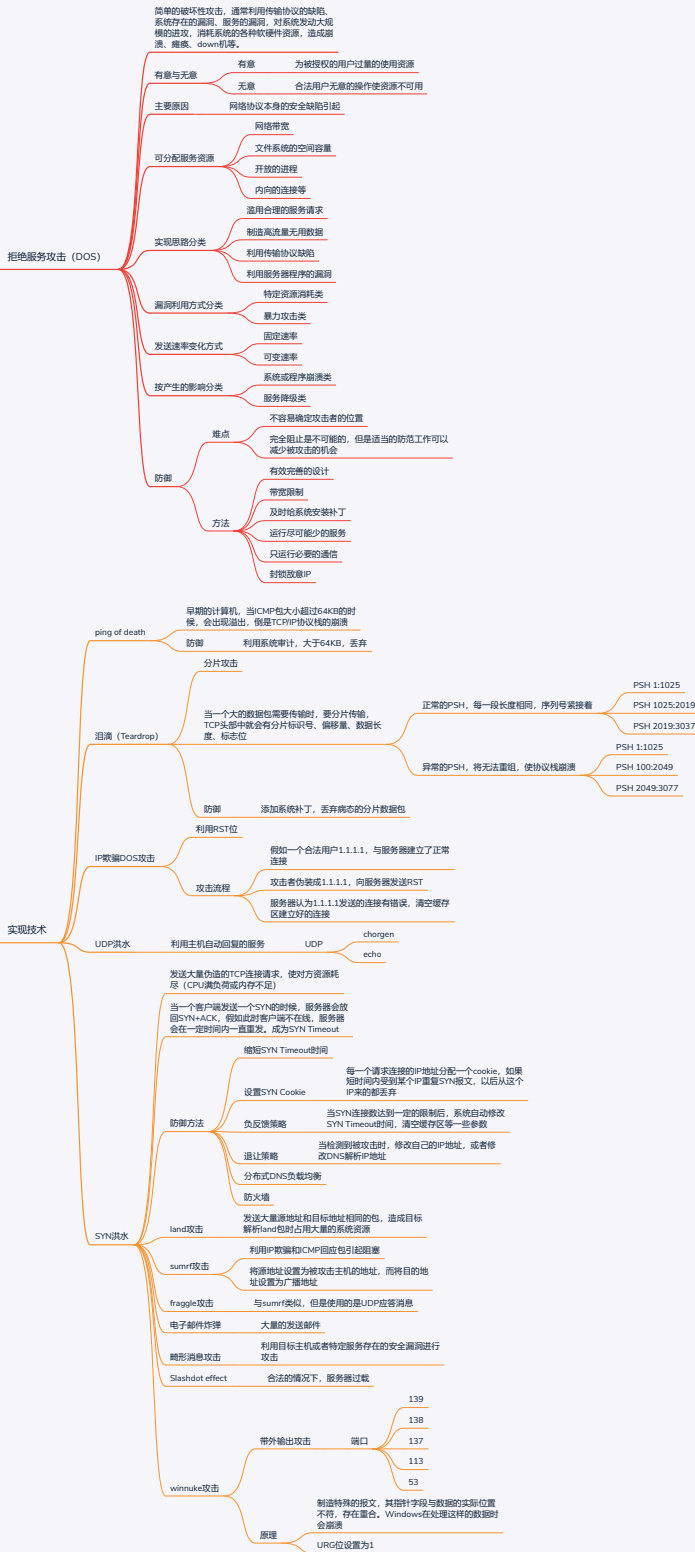 简单的破坏性攻击，通常利用传输协议的缺陷、
系统存在的漏洞、服务的漏洞，对系统发动大规
模的进攻，消耗系统的各种软硬件资源，造成崩
溃、瘫痪、down机等。
有意与无意
有意
为被授权的用户过量的使用资源
无意
合法用户无意的操作使资源不可用
主要原因
网络协议本身的安全缺陷引起
可分配服务资源
网络带宽
文件系统的空间容量
开放的进程
内向的连接等
拒绝服务攻击（DOS）
实现思路分类
滥用合理的服务请求
制造高流量无用数据
利用传输协议缺陷
利用服务器程序的漏洞
漏洞利用方式分类
特定资源消耗类
暴力攻击类
发送速率变化方式
固定速率
可变速率
按产生的影响分类
系统或程序崩溃类
服务降级类
防御
难点
不容易确定攻击者的位置
完全阻止是不可能的，但是适当的防范工作可以
减少被攻击的机会
方法
有效完善的设计
带宽限制
及时给系统安装补丁
运行尽可能少的服务
只运行必要的通信
封锁敌意IP
实现技术
ping of death
早期的计算机，当ICMP包大小超过64KB的时
候，会出现溢出，倒是TCP/IP协议栈的崩溃
防御
利用系统审计，大于64KB，丢弃
泪滴（Teardrop）
分片攻击
当一个大的数据包需要传输时，要分片传输，
TCP头部中就会有分片标识号、偏移量、数据长
度、标志位
正常的PSH，每一段长度相同，序列号紧接着
PSH 1:1025
PSH 1025:2019
PSH 2019:3037
异常的PSH，将无法重组，使协议栈崩溃
PSH 1:1025
PSH 100:2049
PSH 2049:3077
防御
添加系统补丁，丢弃病态的分片数据包
IP欺骗DOS攻击
利用RST位
攻击流程
假如一个合法用户1.1.1.1，与服务器建立了正常
连接
攻击者伪装成1.1.1.1，向服务器发送RST
服务器认为1.1.1.1发送的连接有错误，清空缓存
区建立好的连接
UDP洪水
利用主机自动回复的服务
UDP
chorgen
echo
SYN洪水
发送大量伪造的TCP连接请求，使对方资源耗
尽（CPU满负荷或内存不足）
当一个客户端发送一个SYN的时候，服务器会放
回SYN+ACK，假如此时客户端不在线，服务器
会在一定时间内一直重发。成为SYN Timeout
防御方法
缩短SYN Timeout时间
设置SYN Cookie
每一个请求连接的IP地址分配一个cookie，如果
短时间内受到某个IP重复SYN报文，以后从这个
IP来的都丢弃
负反馈策略
当SYN连接数达到一定的限制后，系统自动修改
SYN Timeout时间，清空缓存区等一些参数
退让策略
当检测到被攻击时，修改自己的IP地址，或者修
改DNS解析IP地址
分布式DNS负载均衡
防火墙
land攻击
发送大量源地址和目标地址相同的包，造成目标
解析land包时占用大量的系统资源
sumrf攻击
利用IP欺骗和ICMP回应包引起阻塞
将源地址设置为被攻击主机的地址，而将目的地
址设置为广播地址
fraggle攻击
与sumrf类似，但是使用的是UDP应答消息
电子邮件炸弹
大量的发送邮件
畸形消息攻击
利用目标主机或者特定服务存在的安全漏洞进行
攻击
Slashdot effect
合法的情况下，服务器过载
winnuke攻击
带外输出攻击
端口
139
138
137
113
53
原理
制造特殊的报文，其指针字段与数据的实际位置
不符，存在重合。Windows在处理这样的数据时
会崩溃
URG位设置为1